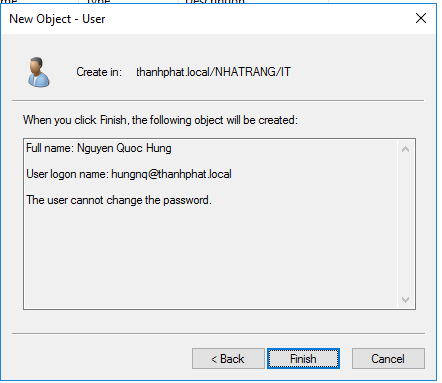 New Object - User
Create in: thanhphat.local/NHATRANG/IT
When you click Finish, the following object will be created:
Full name: Nguyen Quoc Hung
User logon name: hungnq@thanhphat.local
The user cannot change the password.
< Back Finish Cancel